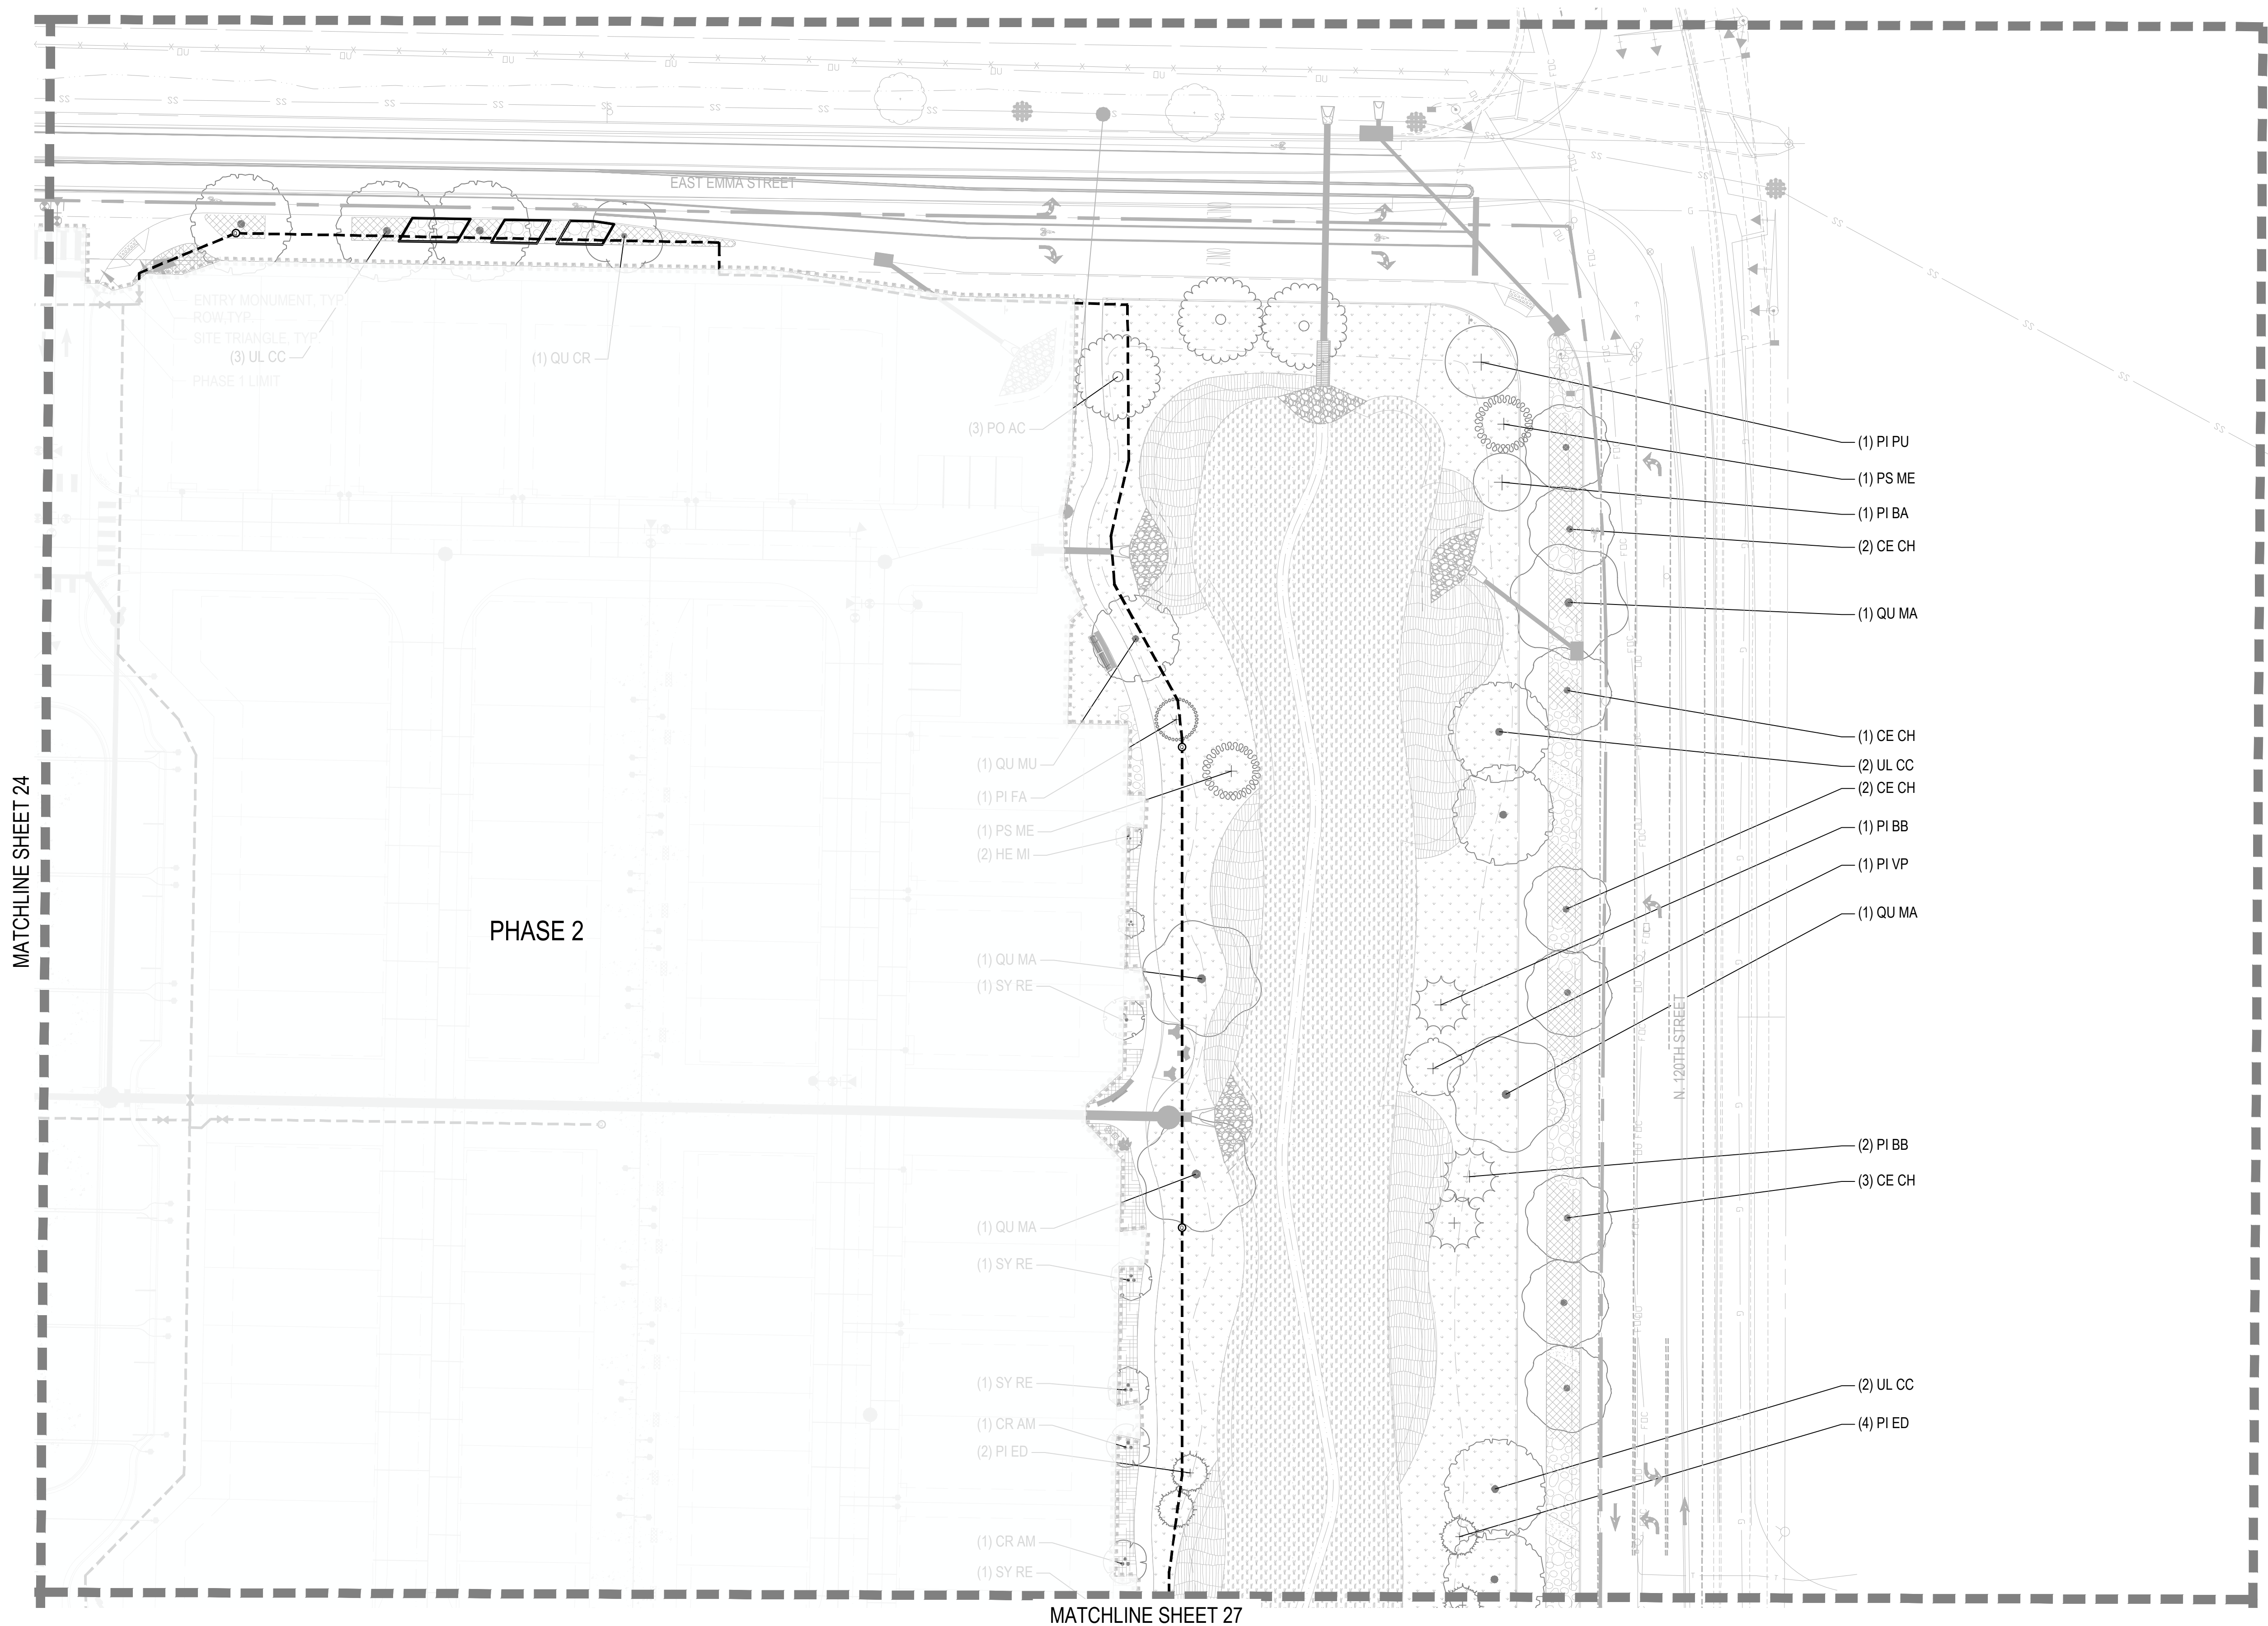 EAST EMMA STREET
ENTRY MONUMENT, TYP.
ROW TYP.
SITE TRIANGLE, TYP.
(3) UL CC
PHASE 1 LIMIT
(1) QU CR
(3) PO AC
(1) PI PU
(1) PS ME
(1) PI BA
(2) CE CH
(1) QU MA
(1) CE CH
(2) UL CC
(2) CE CH
(1) PI BB
(1) PI VP
(1) QU MA
(1) QU MU
(1) PI FA
(1) PS ME
(2) HE MI
MATCHLINE SHEET 24
PHASE 2
(1) QU MA
(1) SY RE
N. 120TH STREET
(2) PI BB
(3) CE CH
(1) QU MA
(1) SY RE
(1) SY RE
(1) CR AM
(2) PI ED
(2) UL CC
(4) PI ED
(1) CR AM
(1) SY RE
MATCHLINE SHEET 27